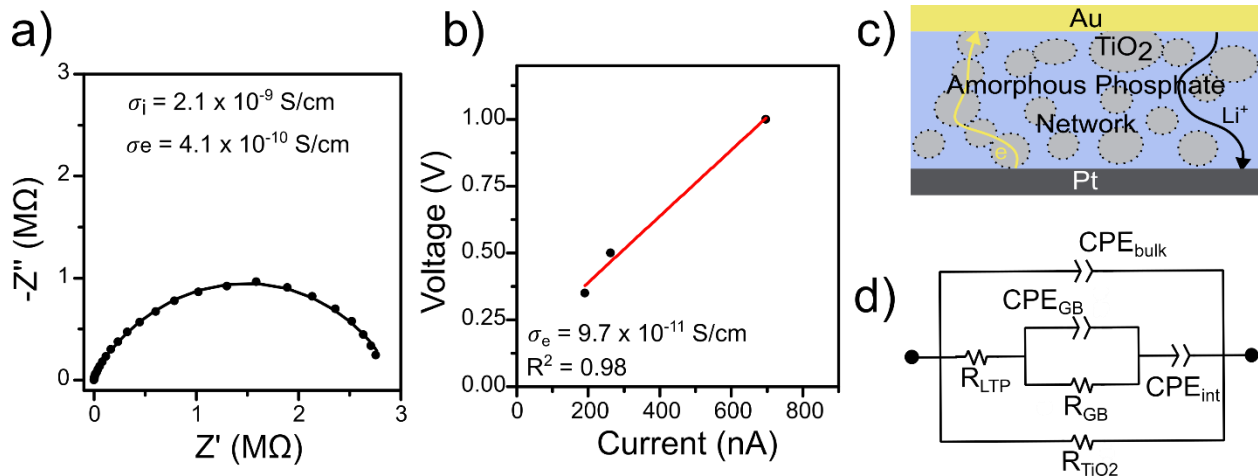 a)
3
2
1
0
0
1
2
3
-Z" (MΩ)
Z' (MΩ)
σi = 2.1 x 10⁻⁹ S/cm
σe = 4.1 x 10⁻¹⁰ S/cm
b)
1.00
0.75
0.50
0.25
0.00
0
200
400
600
800
Voltage (V)
Current (nA)
σe = 9.7 x 10⁻¹¹ S/cm
R² = 0.98
c)
Au
TiO₂
Amorphous Phosphate
Network
Li⁺
e
Pt
d)
CPEbulk
CPEGB
RLTP
RGB
CPEint
RTiO2